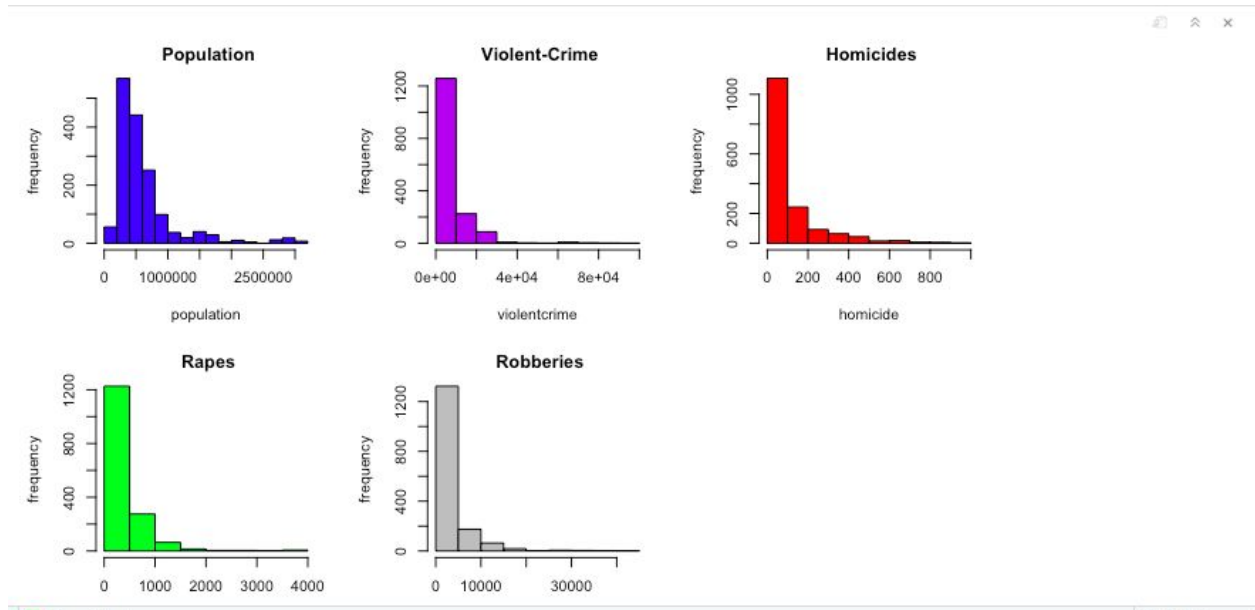 Population
Violent-Crime
Homicides
frequency
0 200 400
0 1000000 2500000
population
frequency
0 400 800 1200
0e+00 4e+04 8e+04
violentcrime
frequency
0 200 600 1000
0 200 400 600 800
homicide
Rapes
Robberies
frequency
0 400 800 1200
0 1000 2000 3000 4000
frequency
0 400 800 1200
0 10000 30000